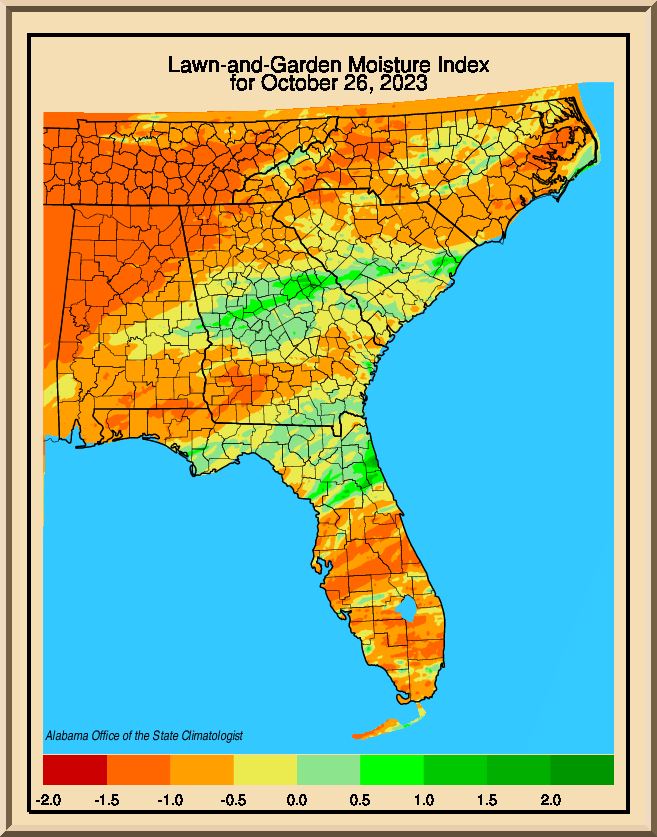 Lawn-and-Garden Moisture Index
for October 26, 2023
Alabama Office of the State Climatologist
-2.0 -1.5 -1.0 -0.5 0.0 0.5 1.0 1.5 2.0